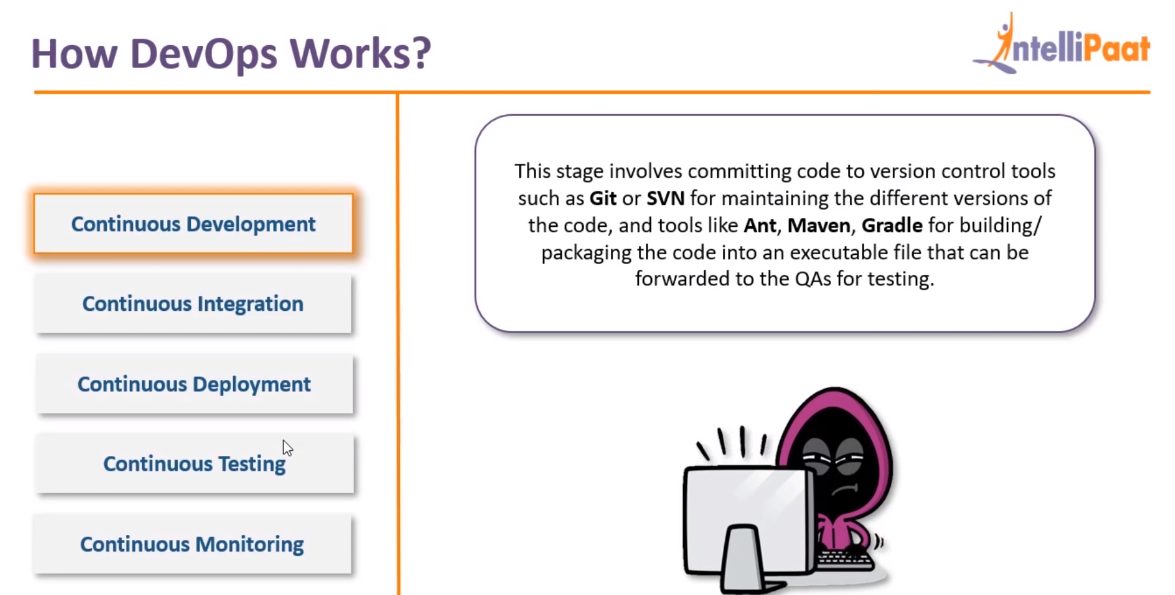 How DevOps Works?
IntelliPaat
Continuous Development
Continuous Integration
Continuous Deployment
Continuous Testing
Continuous Monitoring
This stage involves committing code to version control tools
such as Git or SVN for maintaining the different versions of
the code, and tools like Ant, Maven, Gradle for building/
packaging the code into an executable file that can be
forwarded to the QAs for testing.